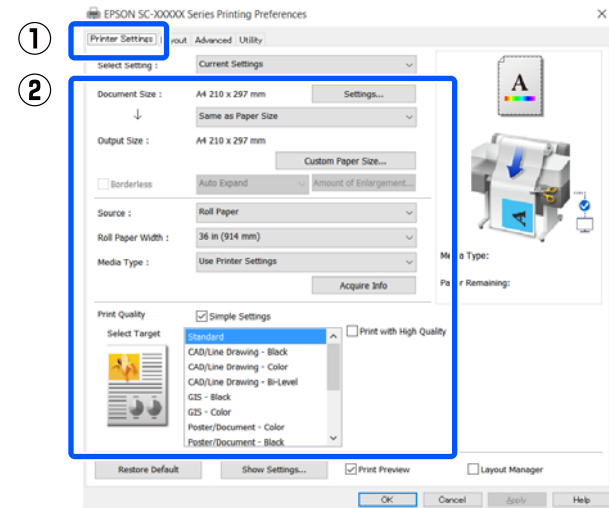 EPSON SC-XXXXX Series Printing Preferences
1
Printer Settings yout Advanced Utility
Select Setting : Current Settings
2
Document Size : A4 210 x 297 mm Settings...
Same as Paper Size
Output Size : A4 210 x 297 mm
Custom Paper Size...
Borderless Auto Expand Amount of Enlargement...
Source : Roll Paper
Roll Paper Width : 36 in (914 mm)
Media Type : Use Printer Settings
Acquire Info
A
A
Me a Type:
Pa r Remaining:
Print Quality Simple Settings
Select Target
Standard
CAD/Line Drawing - Black
CAD/Line Drawing - Color
CAD/Line Drawing - Bi-Level
GIS - Black
GIS - Color
Poster/Document - Color
Poster/Document - Black
Print with High Quality
Restore Default Show Settings... Print Preview Layout Manager
OK Cancel Apply Help